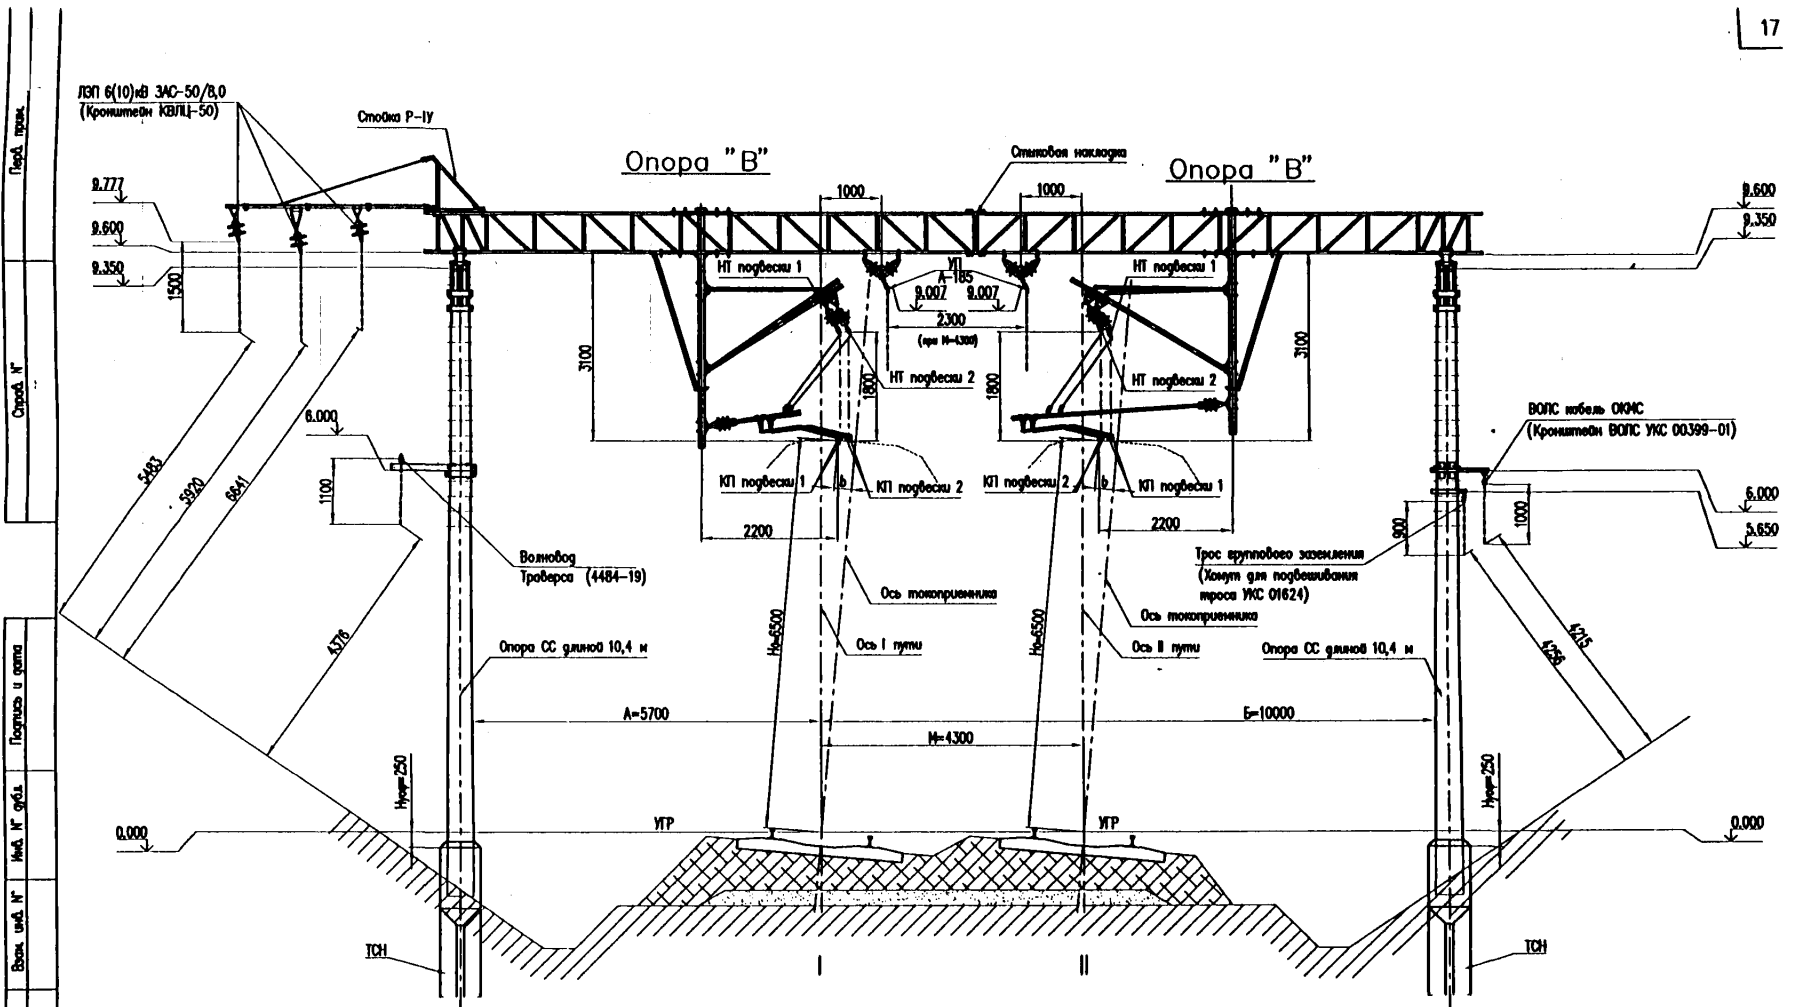 17
ЛЭП 6(10)кВ 3АС-50/8,0
(Кронштейн КВЛЦ-50)
Стойка Р-IУ
Опора "В"
Стыковая накладка
Опора "В"
1000
1000
9.777
9.600
9.350
9.600
9.350
1500
НТ подвески 1
УП
А-185
НТ подвески 1
9.007
9.007
2300
(при М=4300)
3100
1800
НТ подвески 2
1800
НТ подвески 2
3100
6.000
1100
5483
5920
6641
4376
КП подвески 1
b
КП подвески 2
КП подвески 2
b
КП подвески 1
2200
2200
ВОЛС кабель ОКМС
(Кронштейн ВОЛС УКС 00399-01)
6.000
5.650
900
1000
Волновод
Траверса (4484-19)
Трос группового заземления
(Хомут для подвешивания
троса УКС 01624)
Ось токоприемника
Ось токоприемника
4215
4256
Hо=6500
Hо=6500
Опора СС длиной 10,4 м
Ось I пути
Ось II пути
Опора СС длиной 10,4 м
А=5700
Б=10000
М=4300
=250
=250
0.000
УГР
УГР
0.000
ТСН
I
II
ТСН
Перв. прим.
Справ. N°
Подпись и дата
Инв. N° дубл.
Взам. инв. N°